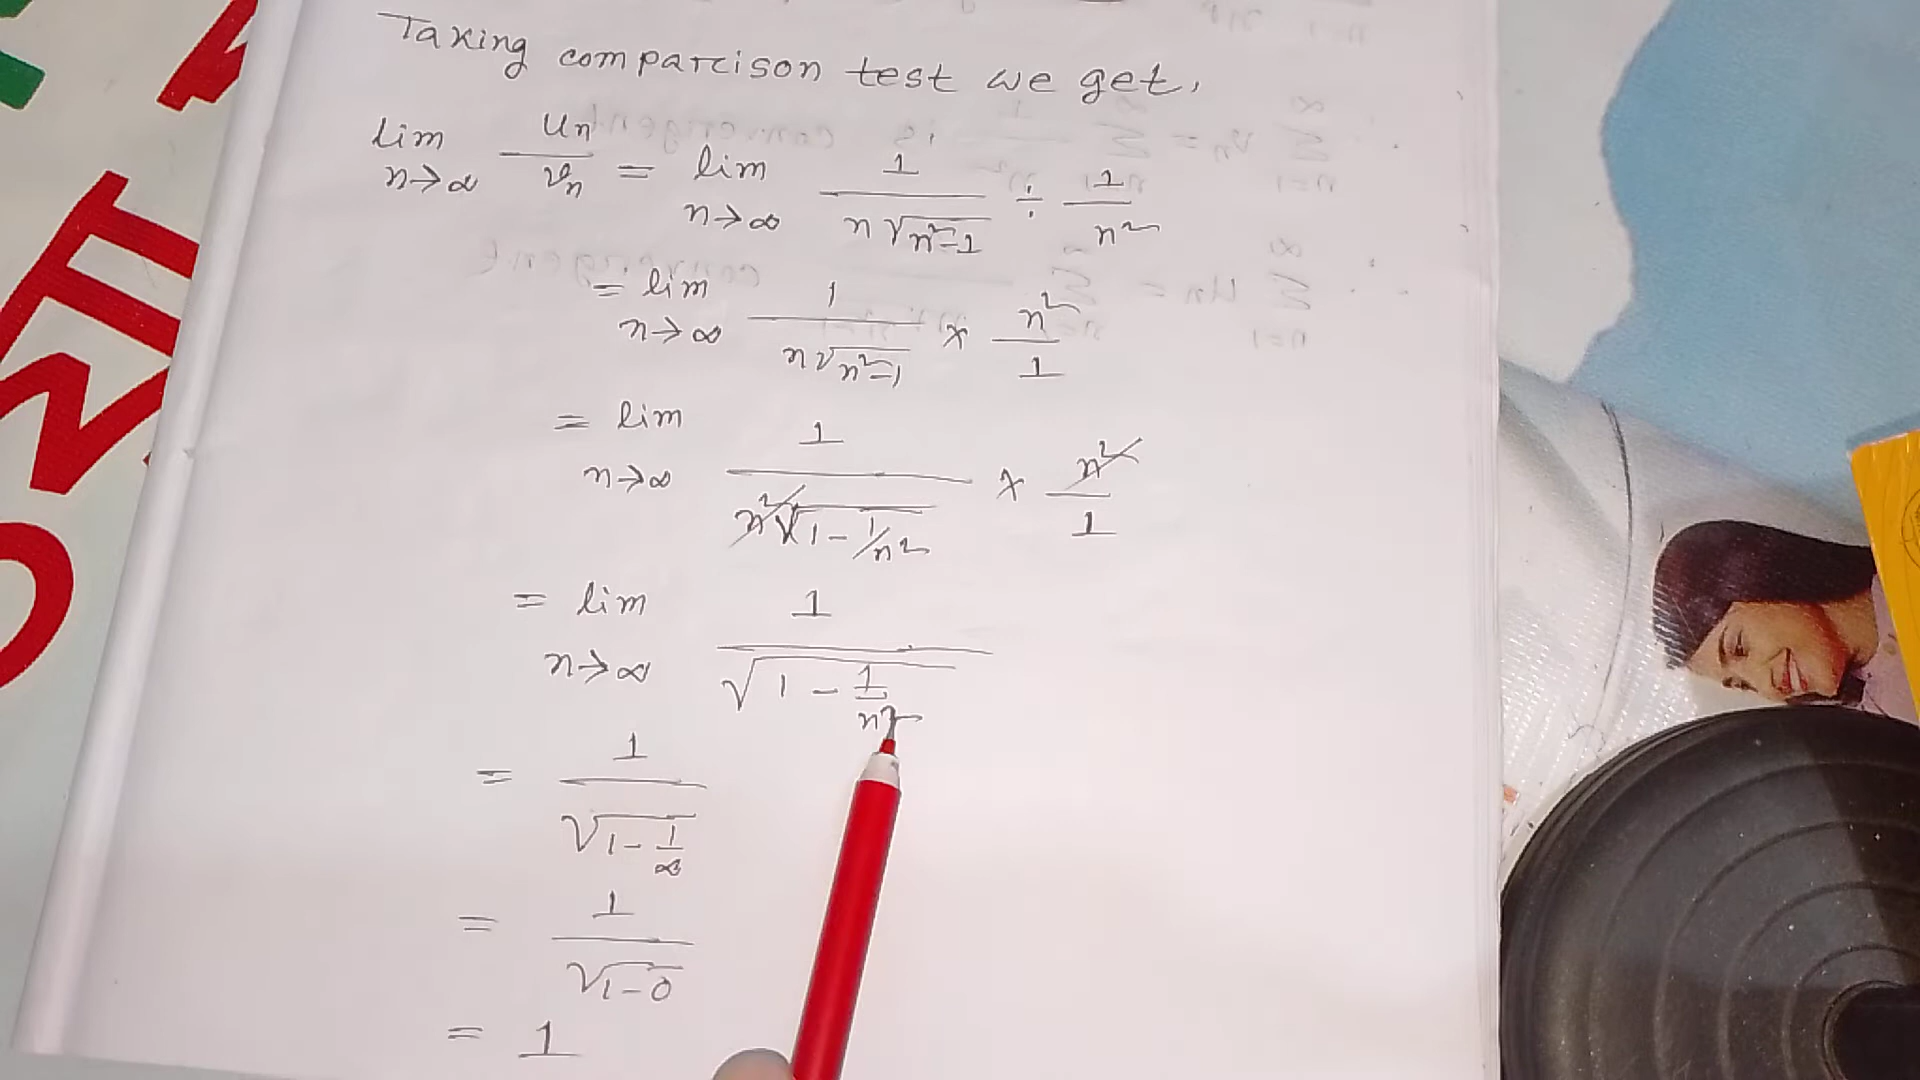 Taking comparison test we get,
lim n→∞ un/vn = lim n→∞ 1/(n√(n²-1)) ÷ 1/n²
= lim n→∞ 1/(n√(n²-1)) × n²/1
= lim n→∞ 1/(n²√(1-1/n²)) × n²/1
= lim n→∞ 1/√(1-1/n²)
= 1/√(1-1/∞)
= 1/√(1-0)
= 1